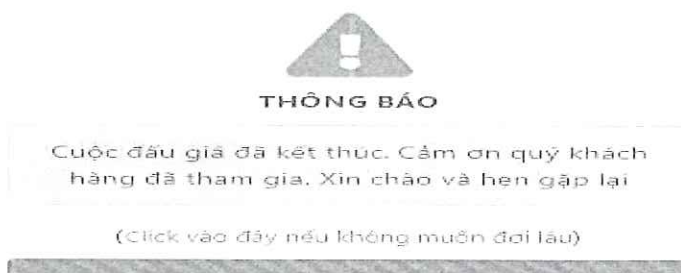 THÔNG BÁO
Cuộc đấu giá đã kết thúc. Cảm ơn quý khách
hàng đã tham gia. Xin chào và hẹn gặp lại
(Click vào đây nếu không muốn đợi lâu)